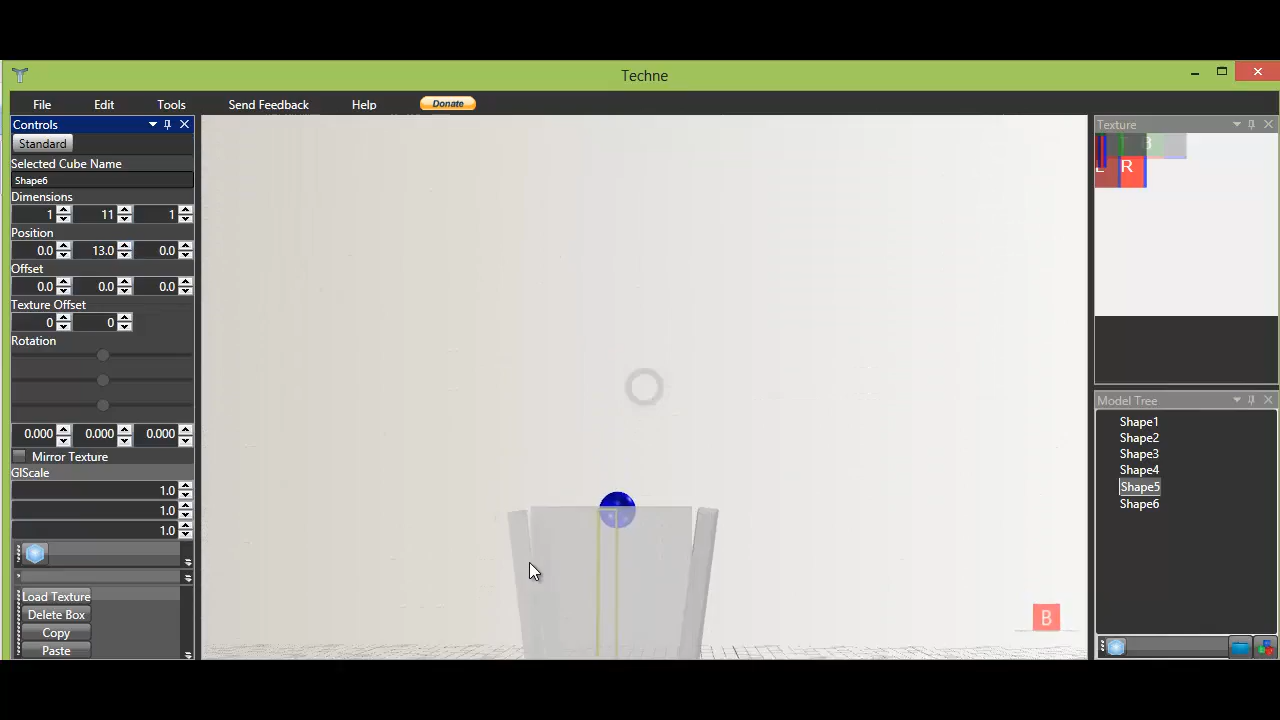 Techne
File Edit Tools Send Feedback Help Donate
Controls
Standard
Selected Cube Name
Shape6
Dimensions
1 11 1
Position
0.0 13.0 0.0
Offset
0.0 0.0 0.0
Texture Offset
0 0
Rotation
0.000 0.000 0.000
Mirror Texture
GlScale
1.0
1.0
1.0
Load Texture
Delete Box
Copy
Paste
B
Texture
T B
L R
Model Tree
Shape1
Shape2
Shape3
Shape4
Shape5
Shape6